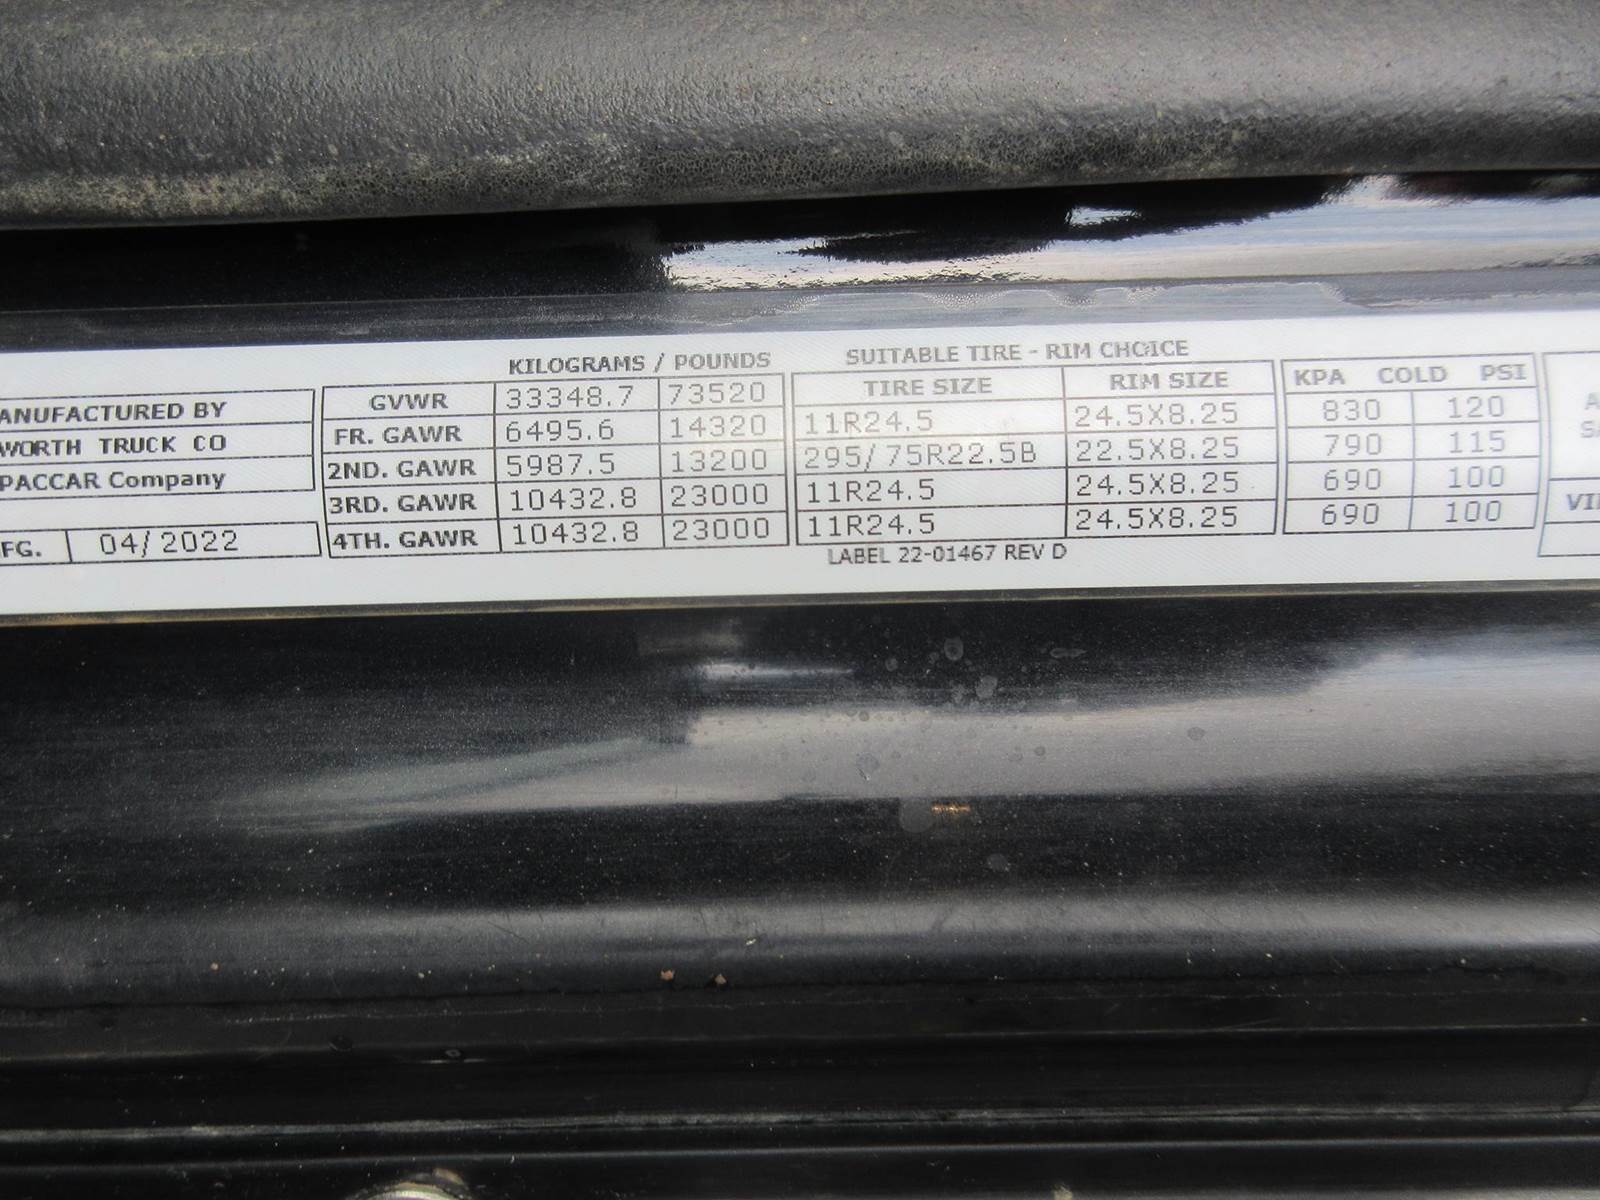 KILOGRAMS / POUNDS SUITABLE TIRE - RIM CHOICE
ANUFACTURED BY
WORTH TRUCK CO
PACCAR Company
FG. 04/2022
GVWR 33348.7 73520
FR. GAWR 6495.6 14320
2ND. GAWR 5987.5 13200
3RD. GAWR 10432.8 23000
4TH. GAWR 10432.8 23000
TIRE SIZE RIM SIZE
11R24.5 24.5X8.25
295/75R22.5B 22.5X8.25
11R24.5 24.5X8.25
11R24.5 24.5X8.25
KPA COLD PSI
830 120
790 115
690 100
690 100
LABEL 22-01467 REV D
A
S
VI